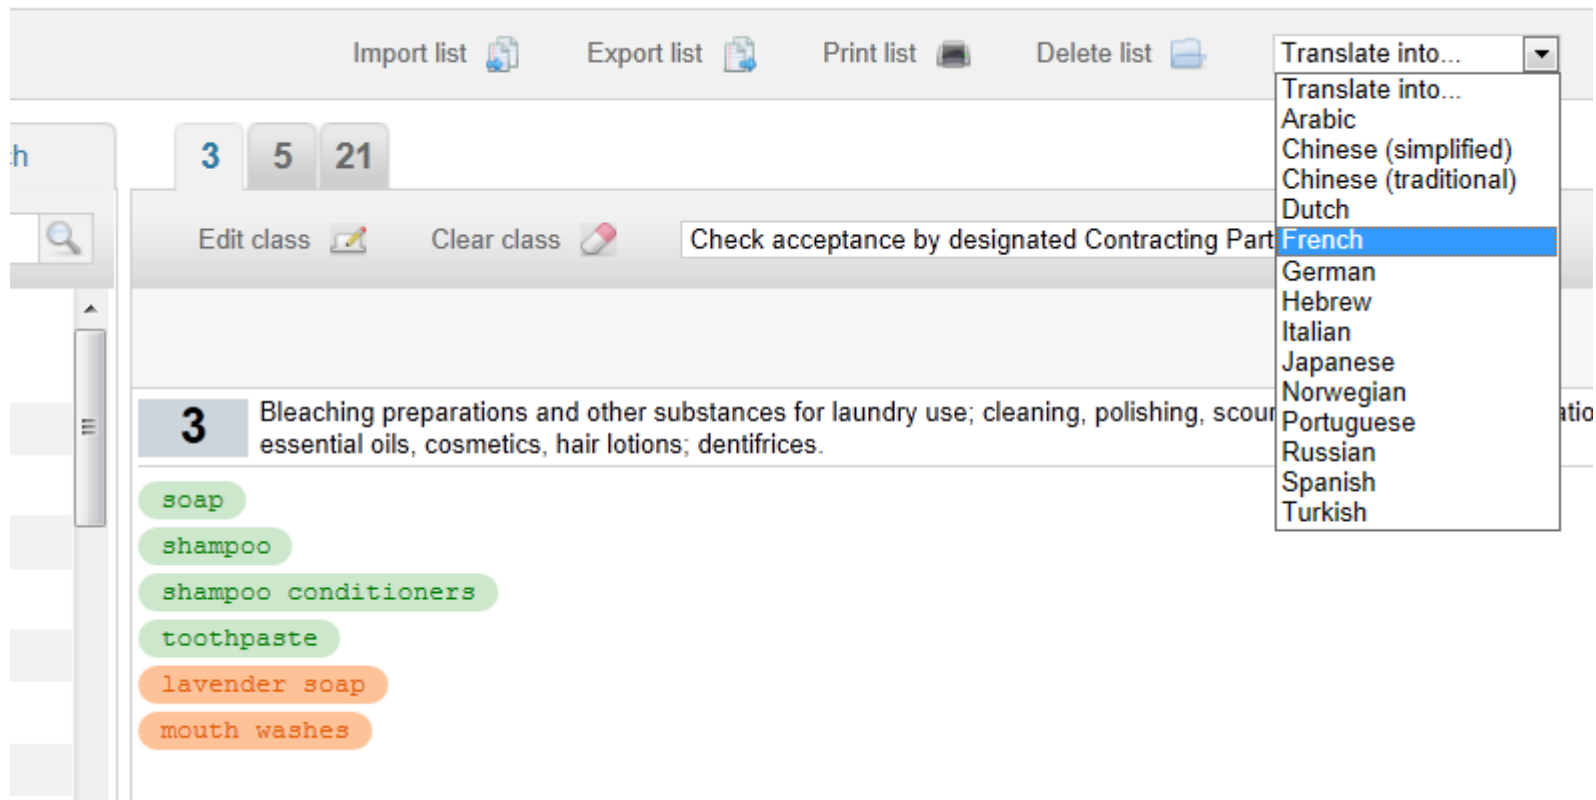 Import list Export list Print list Delete list Translate into...
Translate into...
Arabic
Chinese (simplified)
Chinese (traditional)
Dutch
French
German
Hebrew
Italian
Japanese
Norwegian
Portuguese
Russian
Spanish
Turkish
3 5 21
Edit class Clear class Check acceptance by designated Contracting
3 Bleaching preparations and other substances for laundry use; cleaning, polishing,
essential oils, cosmetics, hair lotions; dentifrices.
soap
shampoo
shampoo conditioners
toothpaste
lavender soap
mouth washes